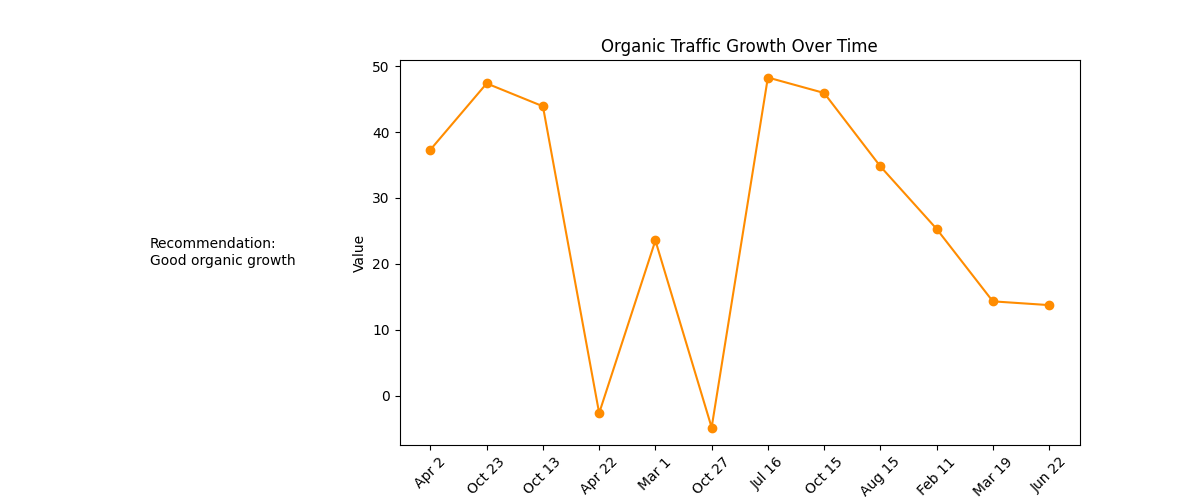 Organic Traffic Growth Over Time
Recommendation:
Good organic growth
Value
50
40
30
20
10
0
Apr 2
Oct 23
Oct 13
Apr 22
Mar 1
Oct 27
Jul 16
Oct 15
Aug 15
Feb 11
Mar 19
Jun 22